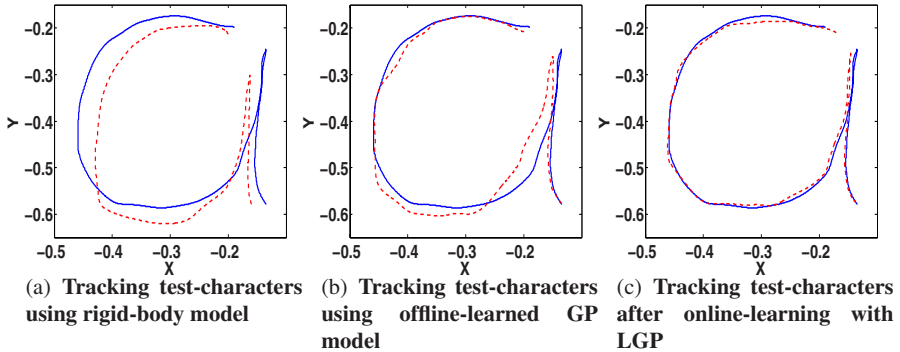 −0.2
−0.3
−0.4
−0.5
−0.6
Y
−0.5 −0.4 −0.3 −0.2
X
(a) Tracking test-characters
using rigid-body model
−0.2
−0.3
−0.4
−0.5
−0.6
Y
−0.5 −0.4 −0.3 −0.2
X
(b) Tracking test-characters
using offline-learned GP
model
−0.2
−0.3
−0.4
−0.5
−0.6
Y
−0.5 −0.4 −0.3 −0.2
X
(c) Tracking test-characters
after online-learning with
LGP